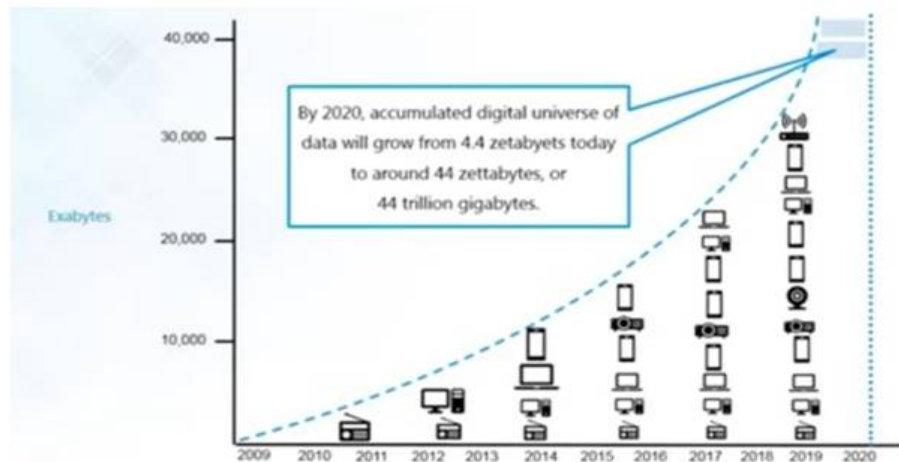 40,000
By 2020, accumulated digital universe of
data will grow from 4.4 zetabyets today
to around 44 zettabytes, or
44 trillion gigabytes.
30,000
Exabytes
20,000
10,000
2009 2010 2011 2012 2013 2014 2015 2016 2017 2018 2019 2020